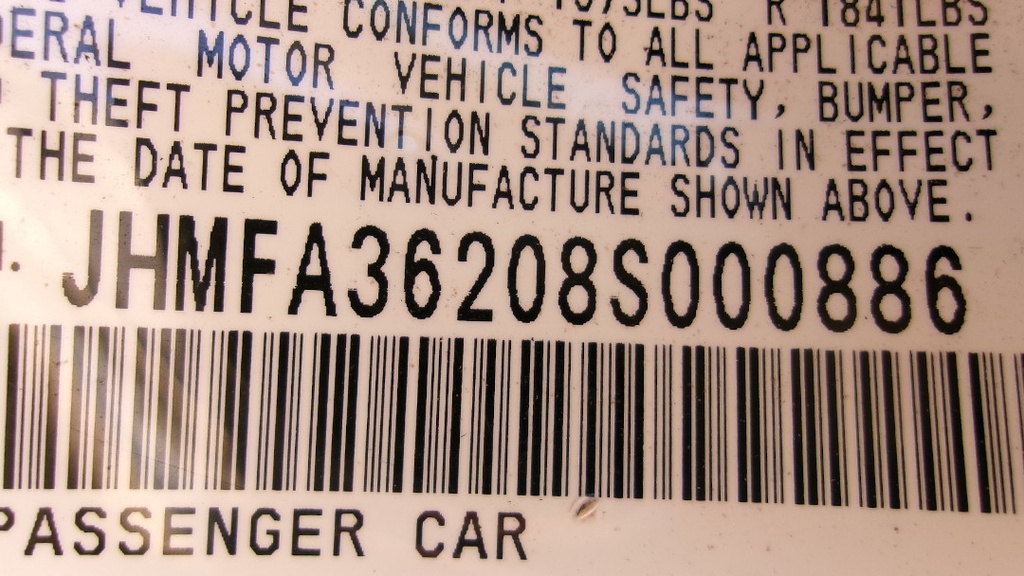 VEHICLE CONFORMS TO ALL APPLICABLE
MOTOR VEHICLE SAFETY, BUMPER,
THEFT PREVENTION STANDARDS IN EFFECT
THE DATE OF MANUFACTURE SHOWN ABOVE.
JHMFA36208S000886
PASSENGER CAR